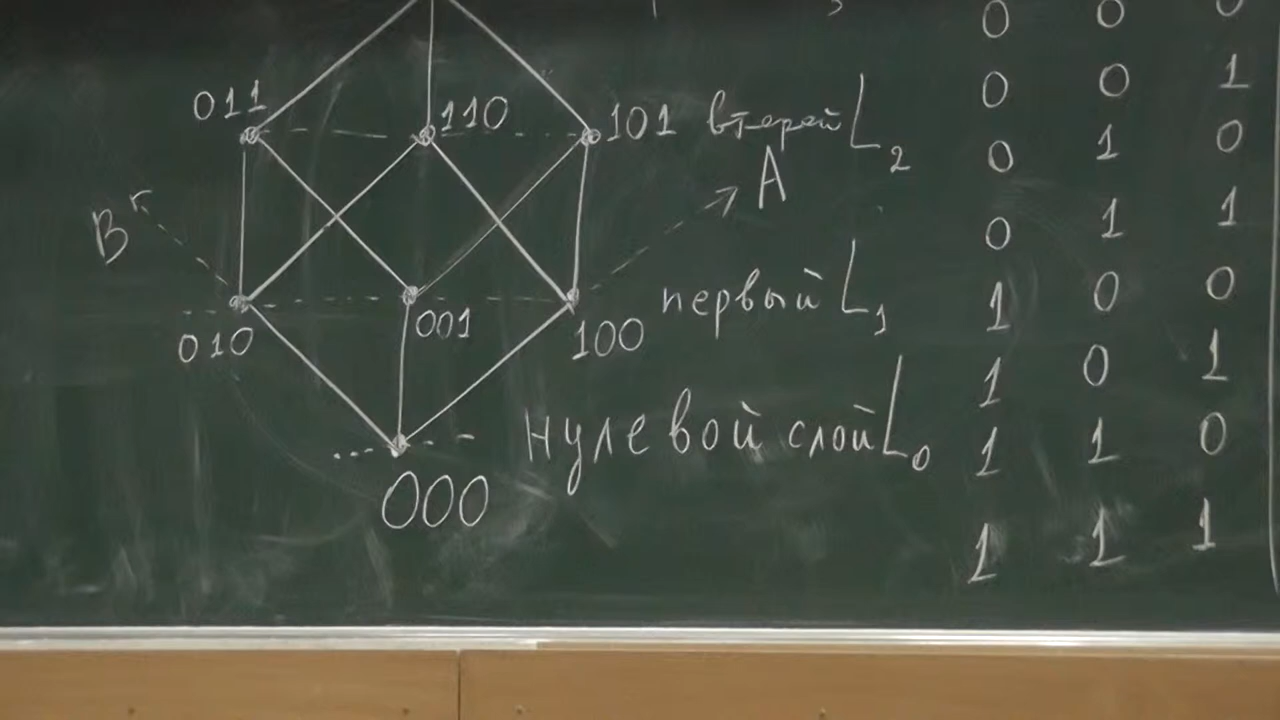 0 0 0
011 110 101 второй L2
0 0 1
A
0 1 0
B
0 1 1
010 001 100 первый L1
1 0 0
1 0 1
000 нулевой слой L0
1 1 0
1 1 1